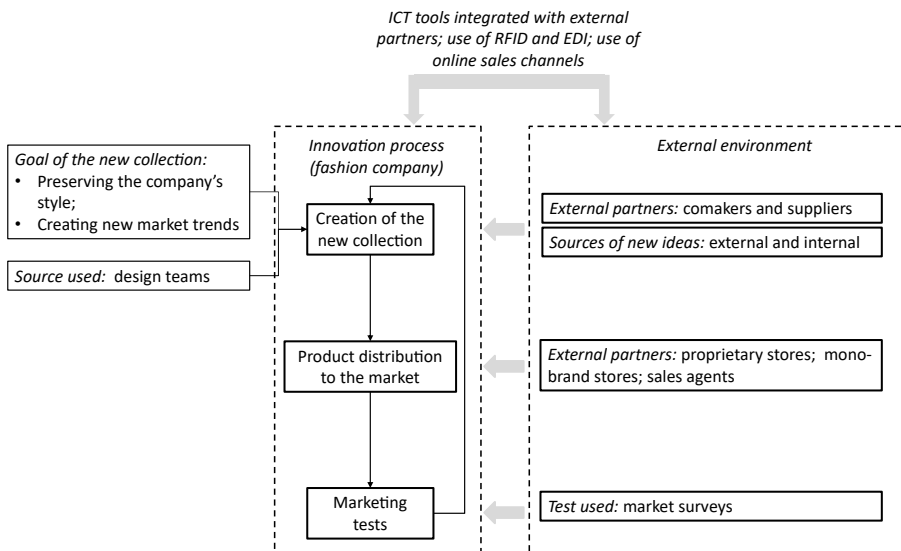 ICT tools integrated with external
partners; use of RFID and EDI; use of
online sales channels
Innovation process
(fashion company)
External environment
Goal of the new collection:
• Preserving the company's
style;
• Creating new market trends
Source used: design teams
Creation of the
new collection
External partners: comakers and suppliers
Sources of new ideas: external and internal
Product distribution
to the market
External partners: proprietary stores; mono-
brand stores; sales agents
Marketing
tests
Test used: market surveys